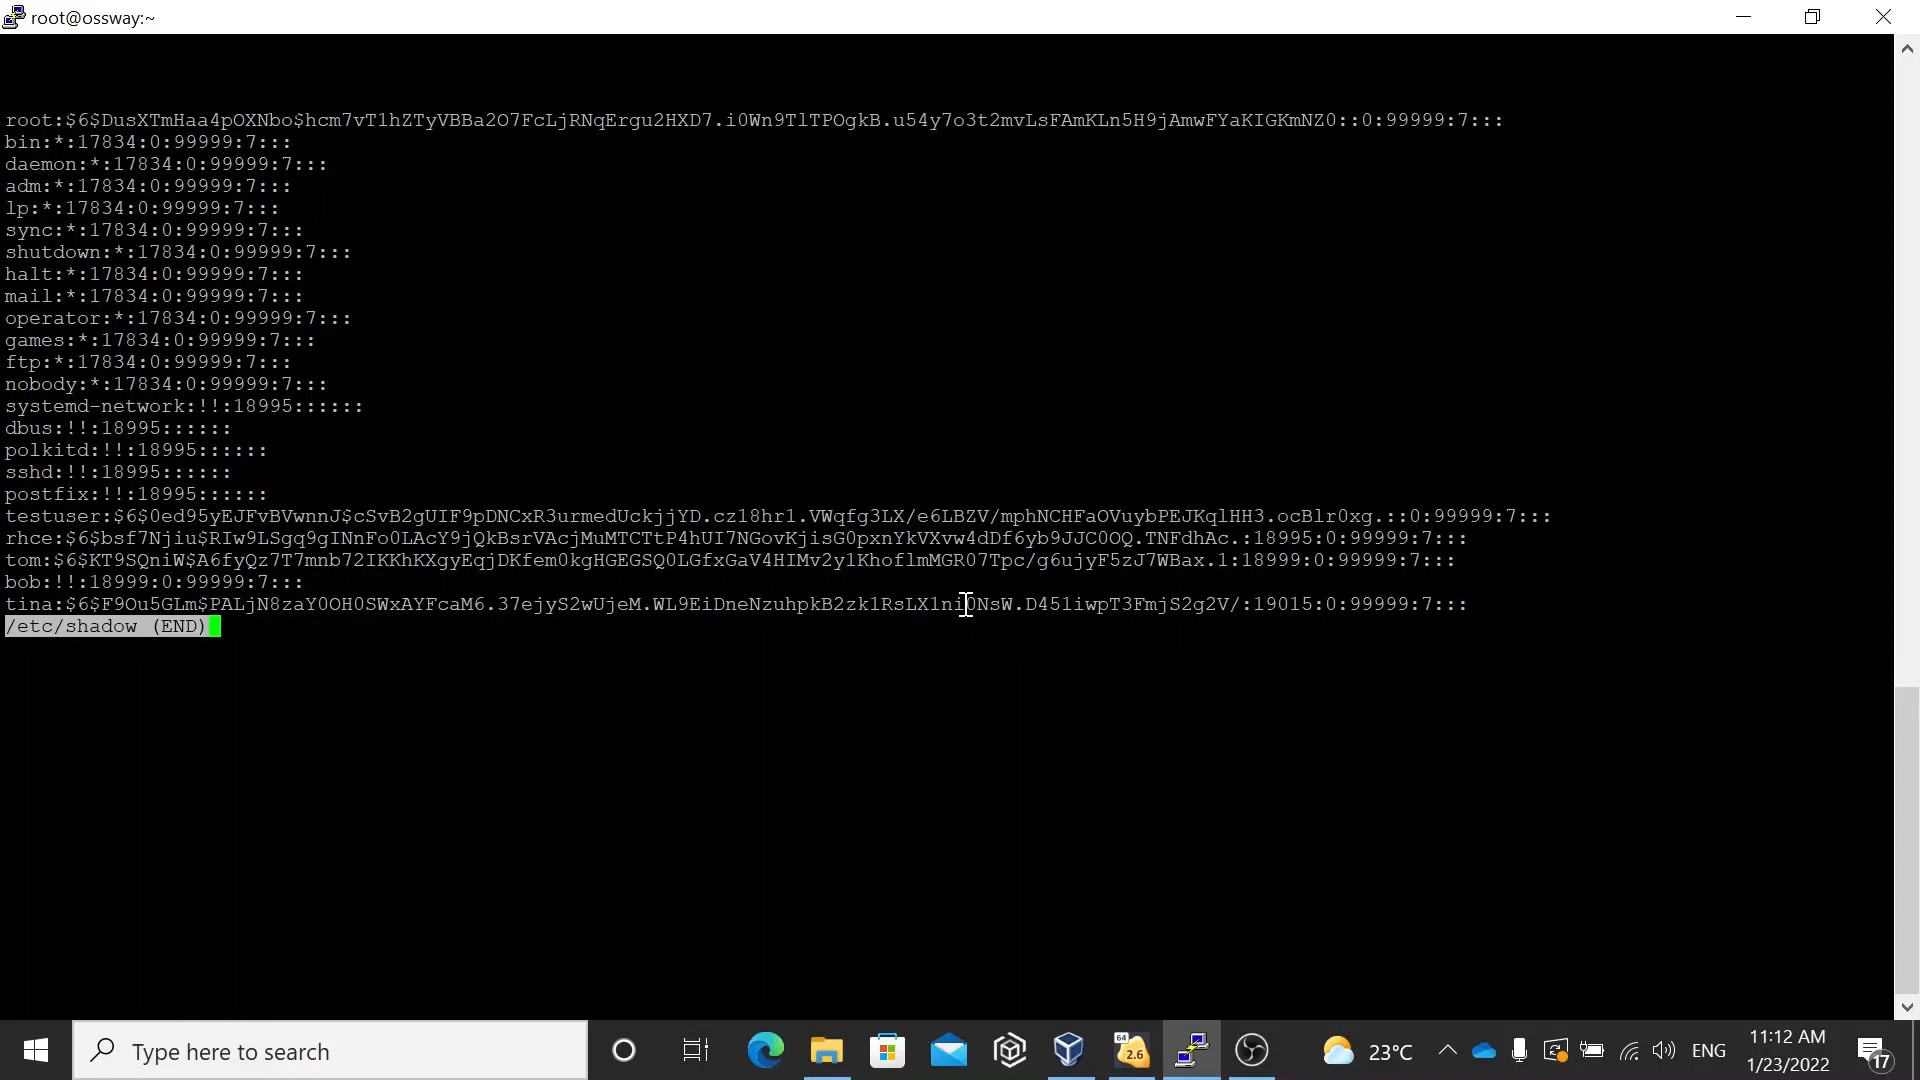 root@ossway:~
root:$6$DusXTmHaa4pOXNbo$hcm7vT1hZTyVBBa2O7FcLjRNqErgu2HXD7.i0Wn9TlTPOgkB.u54y7o3t2mvLsFAmKLn5H9jAmwFYaKIGKmNZ0::0:99999:7:::
bin:*:17834:0:99999:7:::
daemon:*:17834:0:99999:7:::
adm:*:17834:0:99999:7:::
lp:*:17834:0:99999:7:::
sync:*:17834:0:99999:7:::
shutdown:*:17834:0:99999:7:::
halt:*:17834:0:99999:7:::
mail:*:17834:0:99999:7:::
operator:*:17834:0:99999:7:::
games:*:17834:0:99999:7:::
ftp:*:17834:0:99999:7:::
nobody:*:17834:0:99999:7:::
systemd-network:!!:18995::::::
dbus:!!:18995::::::
polkitd:!!:18995::::::
sshd:!!:18995::::::
postfix:!!:18995::::::
testuser:$6$0ed95yEJFvBVwnnJ$cSvB2gUIF9pDNCxR3urmedUckjjYD.cz18hr1.VWqfg3LX/e6LBZV/mphNCHFaOVuybPEJKqlHH3.ocBlr0xg.::0:99999:7:::
rhce:$6$bsf7Njiu$RIw9LSgq9gINnFo0LAcY9jQkBsrVAcjMuMTCTtP4hUI7NGovKjisG0pxnYkVXvw4dDf6yb9JJC0OQ.TNFdhAc.:18995:0:99999:7:::
tom:$6$KT9SQniW$A6fyQz7T7mnb72IKKhKXgyEqjDKfem0kgHGEGSQ0LGfxGaV4HIMv2ylKhoflmMGR07Tpc/g6ujyF5zJ7WBax.1:18999:0:99999:7:::
bob:!!:18999:0:99999:7:::
tina:$6$F9Ou5GLm$PALjN8zaY0OH0SWxAYFcaM6.37ejyS2wUjeM.WL9EiDneNzuhpkB2zk1RsLX1ni0NsW.D451iwpT3FmjS2g2V/:19015:0:99999:7:::
/etc/shadow (END)
Type here to search
64
2.6
23°C
ENG
11:12 AM
1/23/2022
17